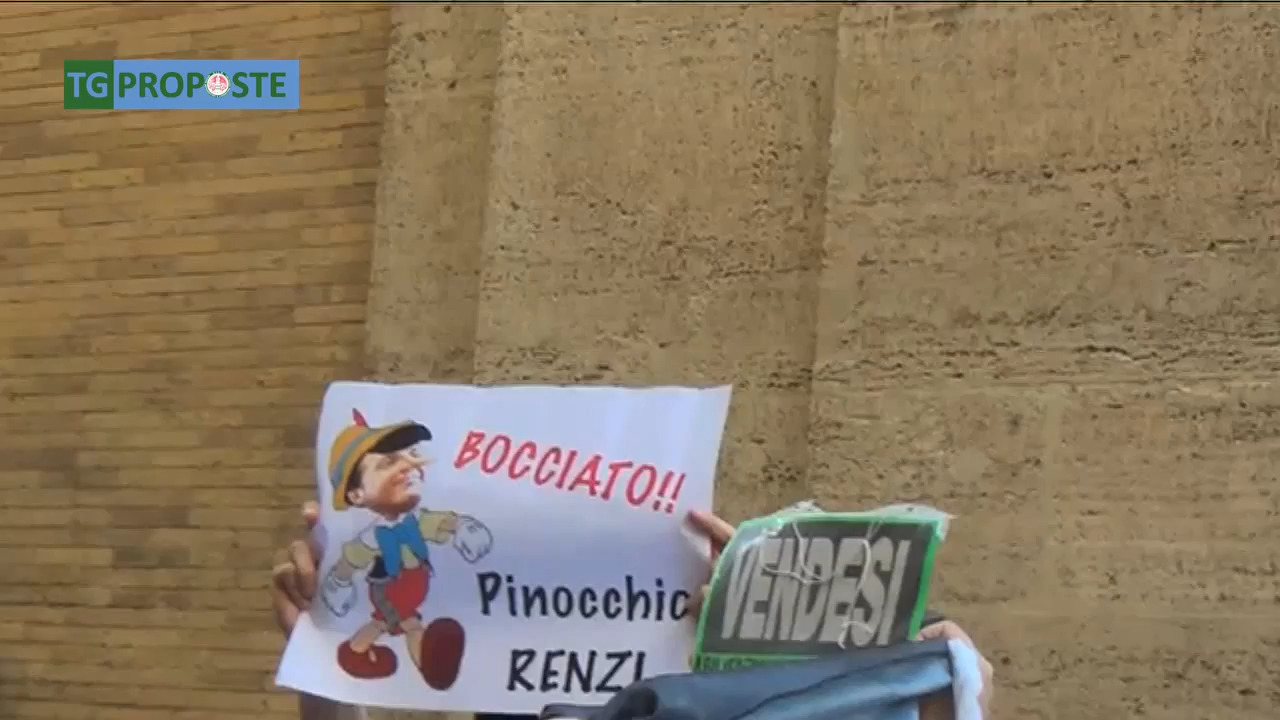 TG PROPOSTE
BOCCIATO!!
Pinocchio
RENZI
VENDESI